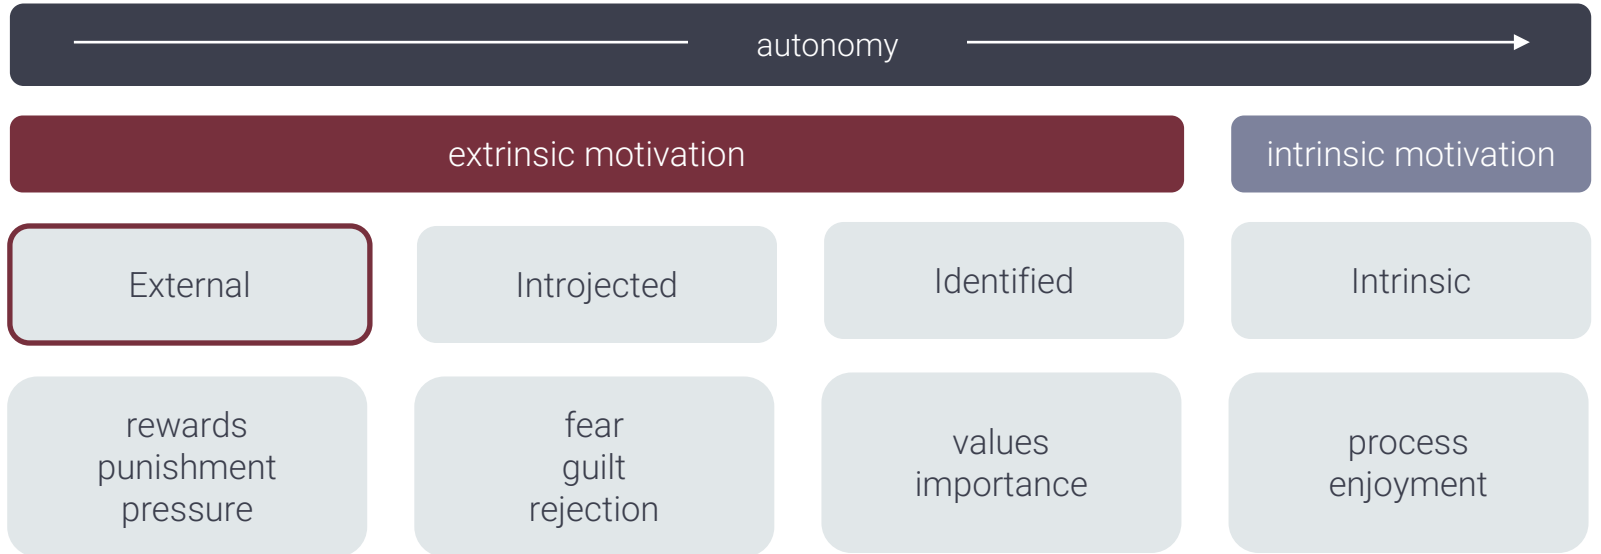 autonomy
extrinsic motivation
intrinsic motivation
External
Introjected
Identified
Intrinsic
rewards
punishment
pressure
fear
guilt
rejection
values
importance
process
enjoyment